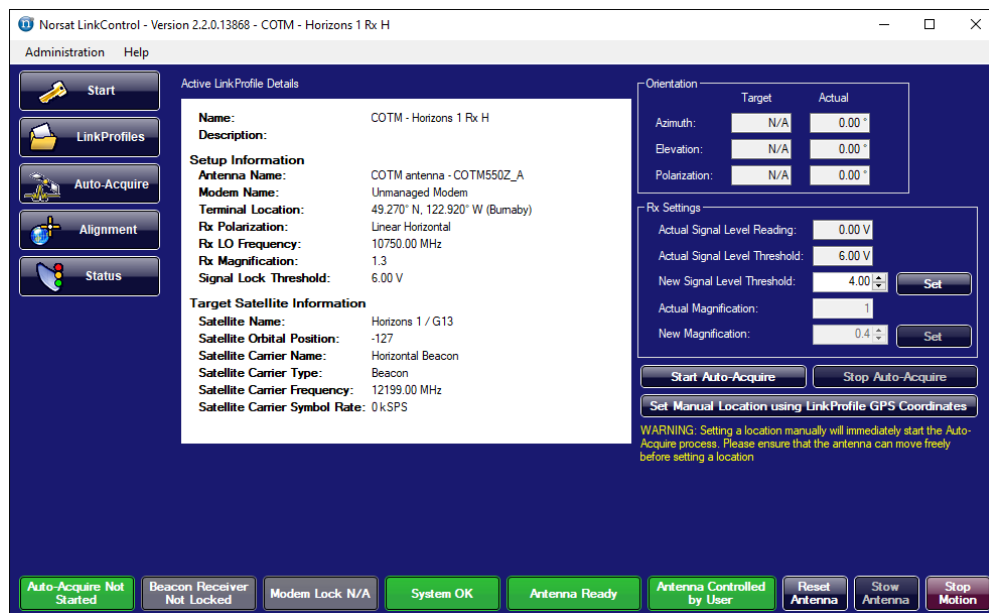 Norsat LinkControl - Version 2.2.0.13868 - COTM - Horizons 1 Rx H
Administration Help
Start
LinkProfiles
Auto-Acquire
Alignment
Status
Active LinkProfile Details
Name: COTM - Horizons 1 Rx H
Description:
Setup Information
Antenna Name: COTM antenna - COTM550Z_A
Modem Name: Unmanaged Modem
Terminal Location: 49.270° N, 122.920° W (Burnaby)
Rx Polarization: Linear Horizontal
Rx LO Frequency: 10750.00 MHz
Rx Magnification: 1.3
Signal Lock Threshold: 6.00 V
Target Satellite Information
Satellite Name: Horizons 1 / G13
Satellite Orbital Position: -127
Satellite Carrier Name: Horizontal Beacon
Satellite Carrier Type: Beacon
Satellite Carrier Frequency: 12199.00 MHz
Satellite Carrier Symbol Rate: 0 kSPS
Orientation
Target Actual
Azimuth: N/A 0.00 °
Elevation: N/A 0.00 °
Polarization: N/A 0.00 °
Rx Settings
Actual Signal Level Reading: 0.00 V
Actual Signal Level Threshold: 6.00 V
New Signal Level Threshold: 4.00 Set
Actual Magnification: 1
New Magnification: 0.4 Set
Start Auto-Acquire Stop Auto-Acquire
Set Manual Location using LinkProfile GPS Coordinates
WARNING: Setting a location manually will immediately start the Auto-
Acquire process. Please ensure that the antenna can move freely
before setting a location
Auto-Acquire Not
Started
Beacon Receiver
Not Locked
Modem Lock N/A
System OK
Antenna Ready
Antenna Controlled
by User
Reset
Antenna
Stow
Antenna
Stop
Motion